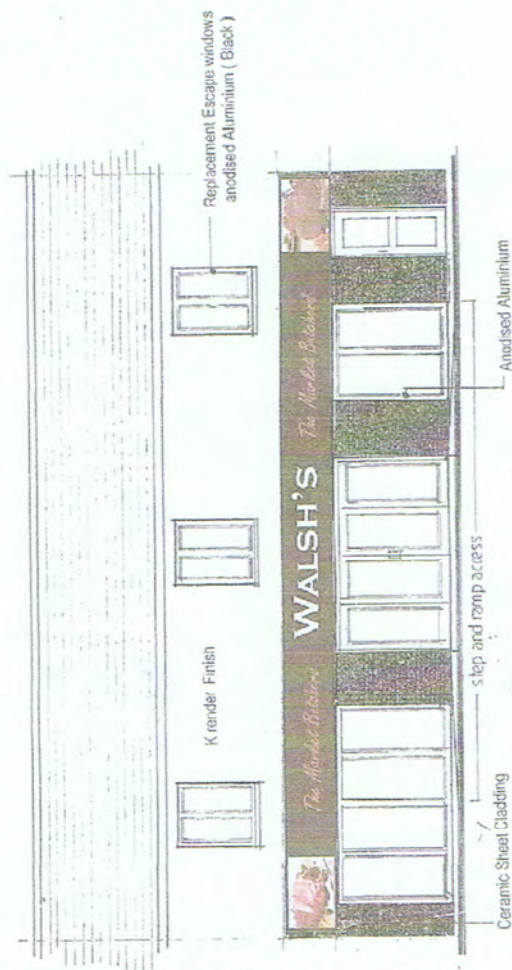 Replacement Escape windows
anodised Aluminium ( Black )
K render Finish
The Market Butchers
WALSH'S
The Market Butchers
step and ramp access
Ceramic Sheet Cladding
Anodised Aluminium